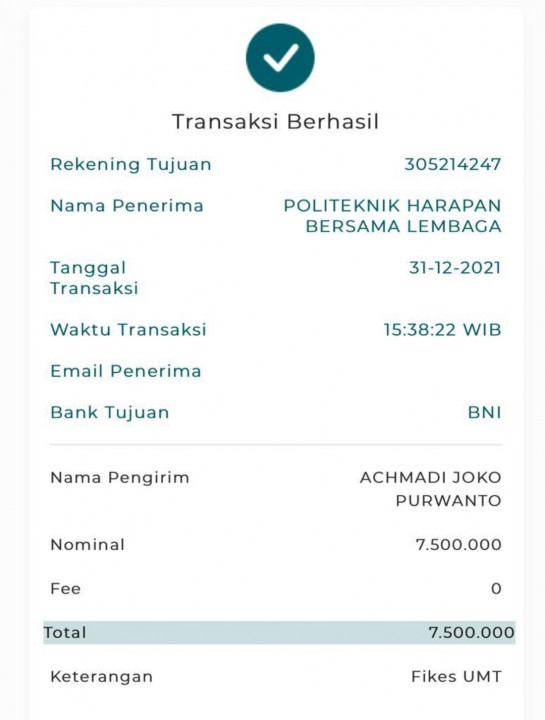 Transaksi Berhasil
Rekening Tujuan 305214247
Nama Penerima POLITEKNIK HARAPAN
BERSAMA LEMBAGA
Tanggal 31-12-2021
Transaksi
Waktu Transaksi 15:38:22 WIB
Email Penerima
Bank Tujuan BNI
Nama Pengirim ACHMADI JOKO
PURWANTO
Nominal 7.500.000
Fee 0
Total 7.500.000
Keterangan Fikes UMT